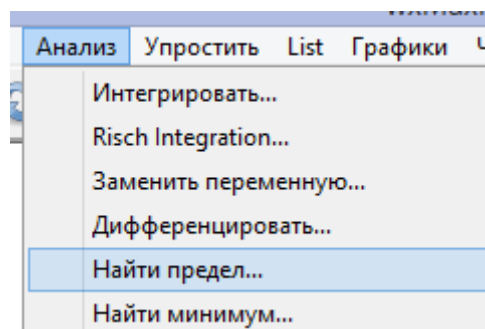 Анализ Упростить List Графики
Интегрировать...
Risch Integration...
Заменить переменную...
Дифференцировать...
Найти предел...
Найти минимум...